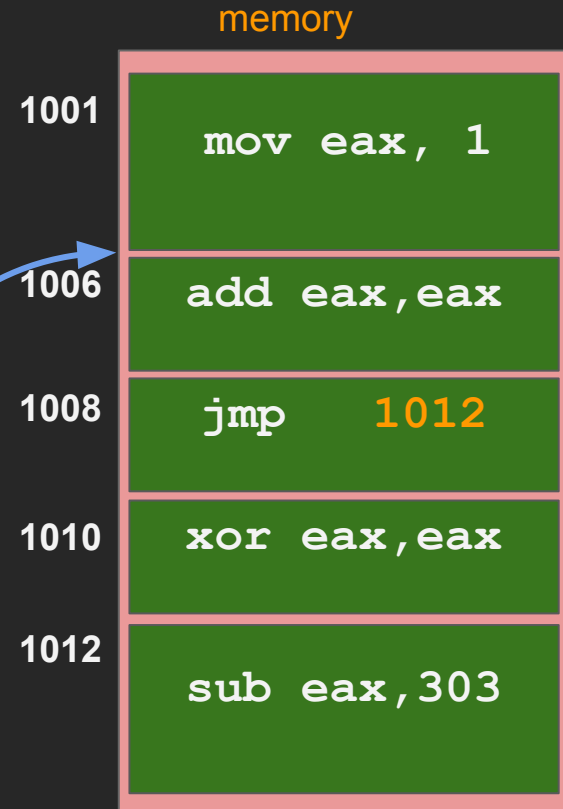 memory
1001
mov eax, 1
1006
add eax,eax
1008
jmp 1012
1010
xor eax,eax
1012
sub eax,303